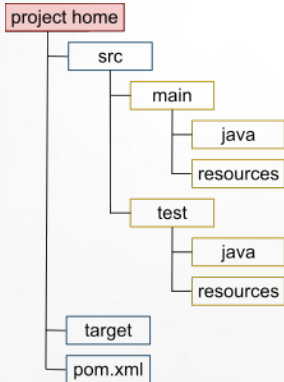 project home
src
main
java
resources
test
java
resources
target
pom.xml